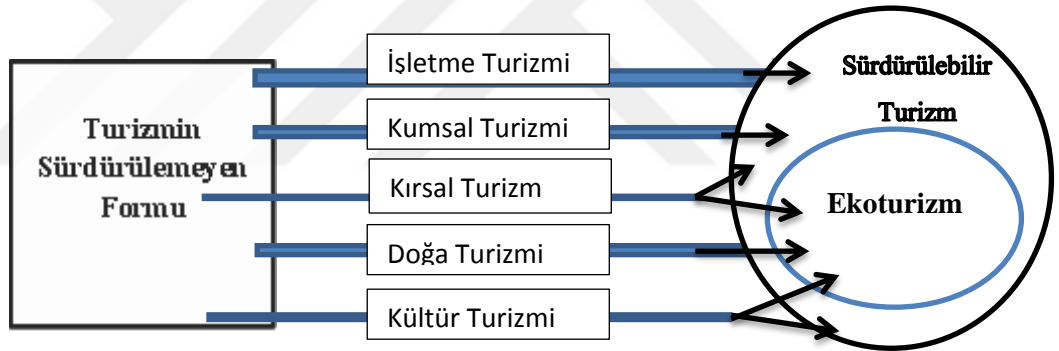 Turizmin
Sürdürülemeyen
Formu
İşletme Turizmi
Kumsal Turizmi
Kırsal Turizm
Doğa Turizmi
Kültür Turizmi
Sürdürülebilir
Turizm
Ekoturizm